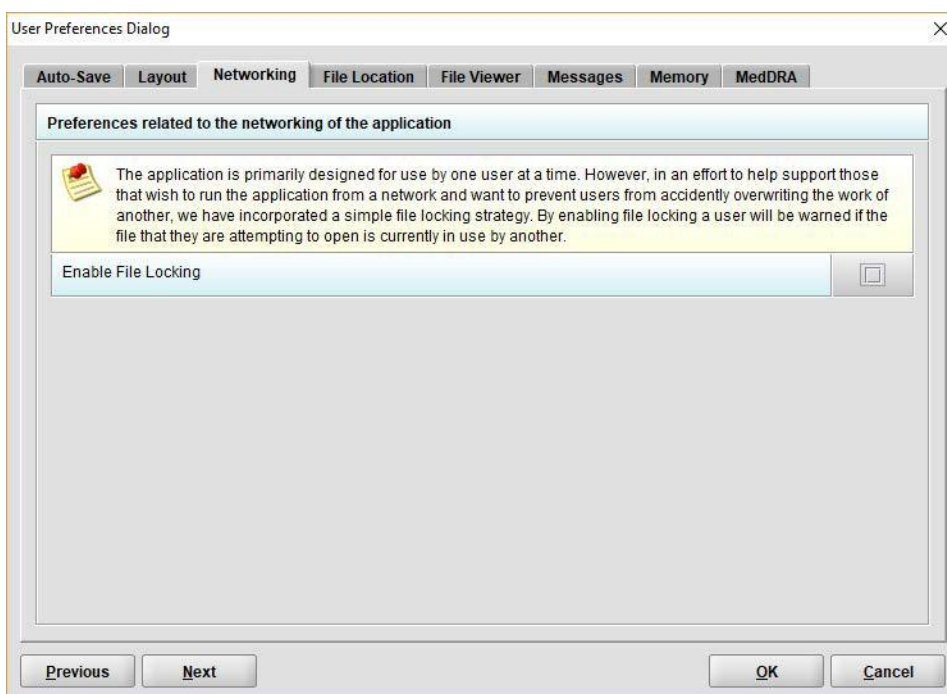 User Preferences Dialog
Auto-Save Layout Networking File Location File Viewer Messages Memory MedDRA
Preferences related to the networking of the application
The application is primarily designed for use by one user at a time. However, in an effort to help support those
that wish to run the application from a network and want to prevent users from accidently overwriting the work of
another, we have incorporated a simple file locking strategy. By enabling file locking a user will be warned if the
file that they are attempting to open is currently in use by another.
Enable File Locking
Previous Next OK Cancel